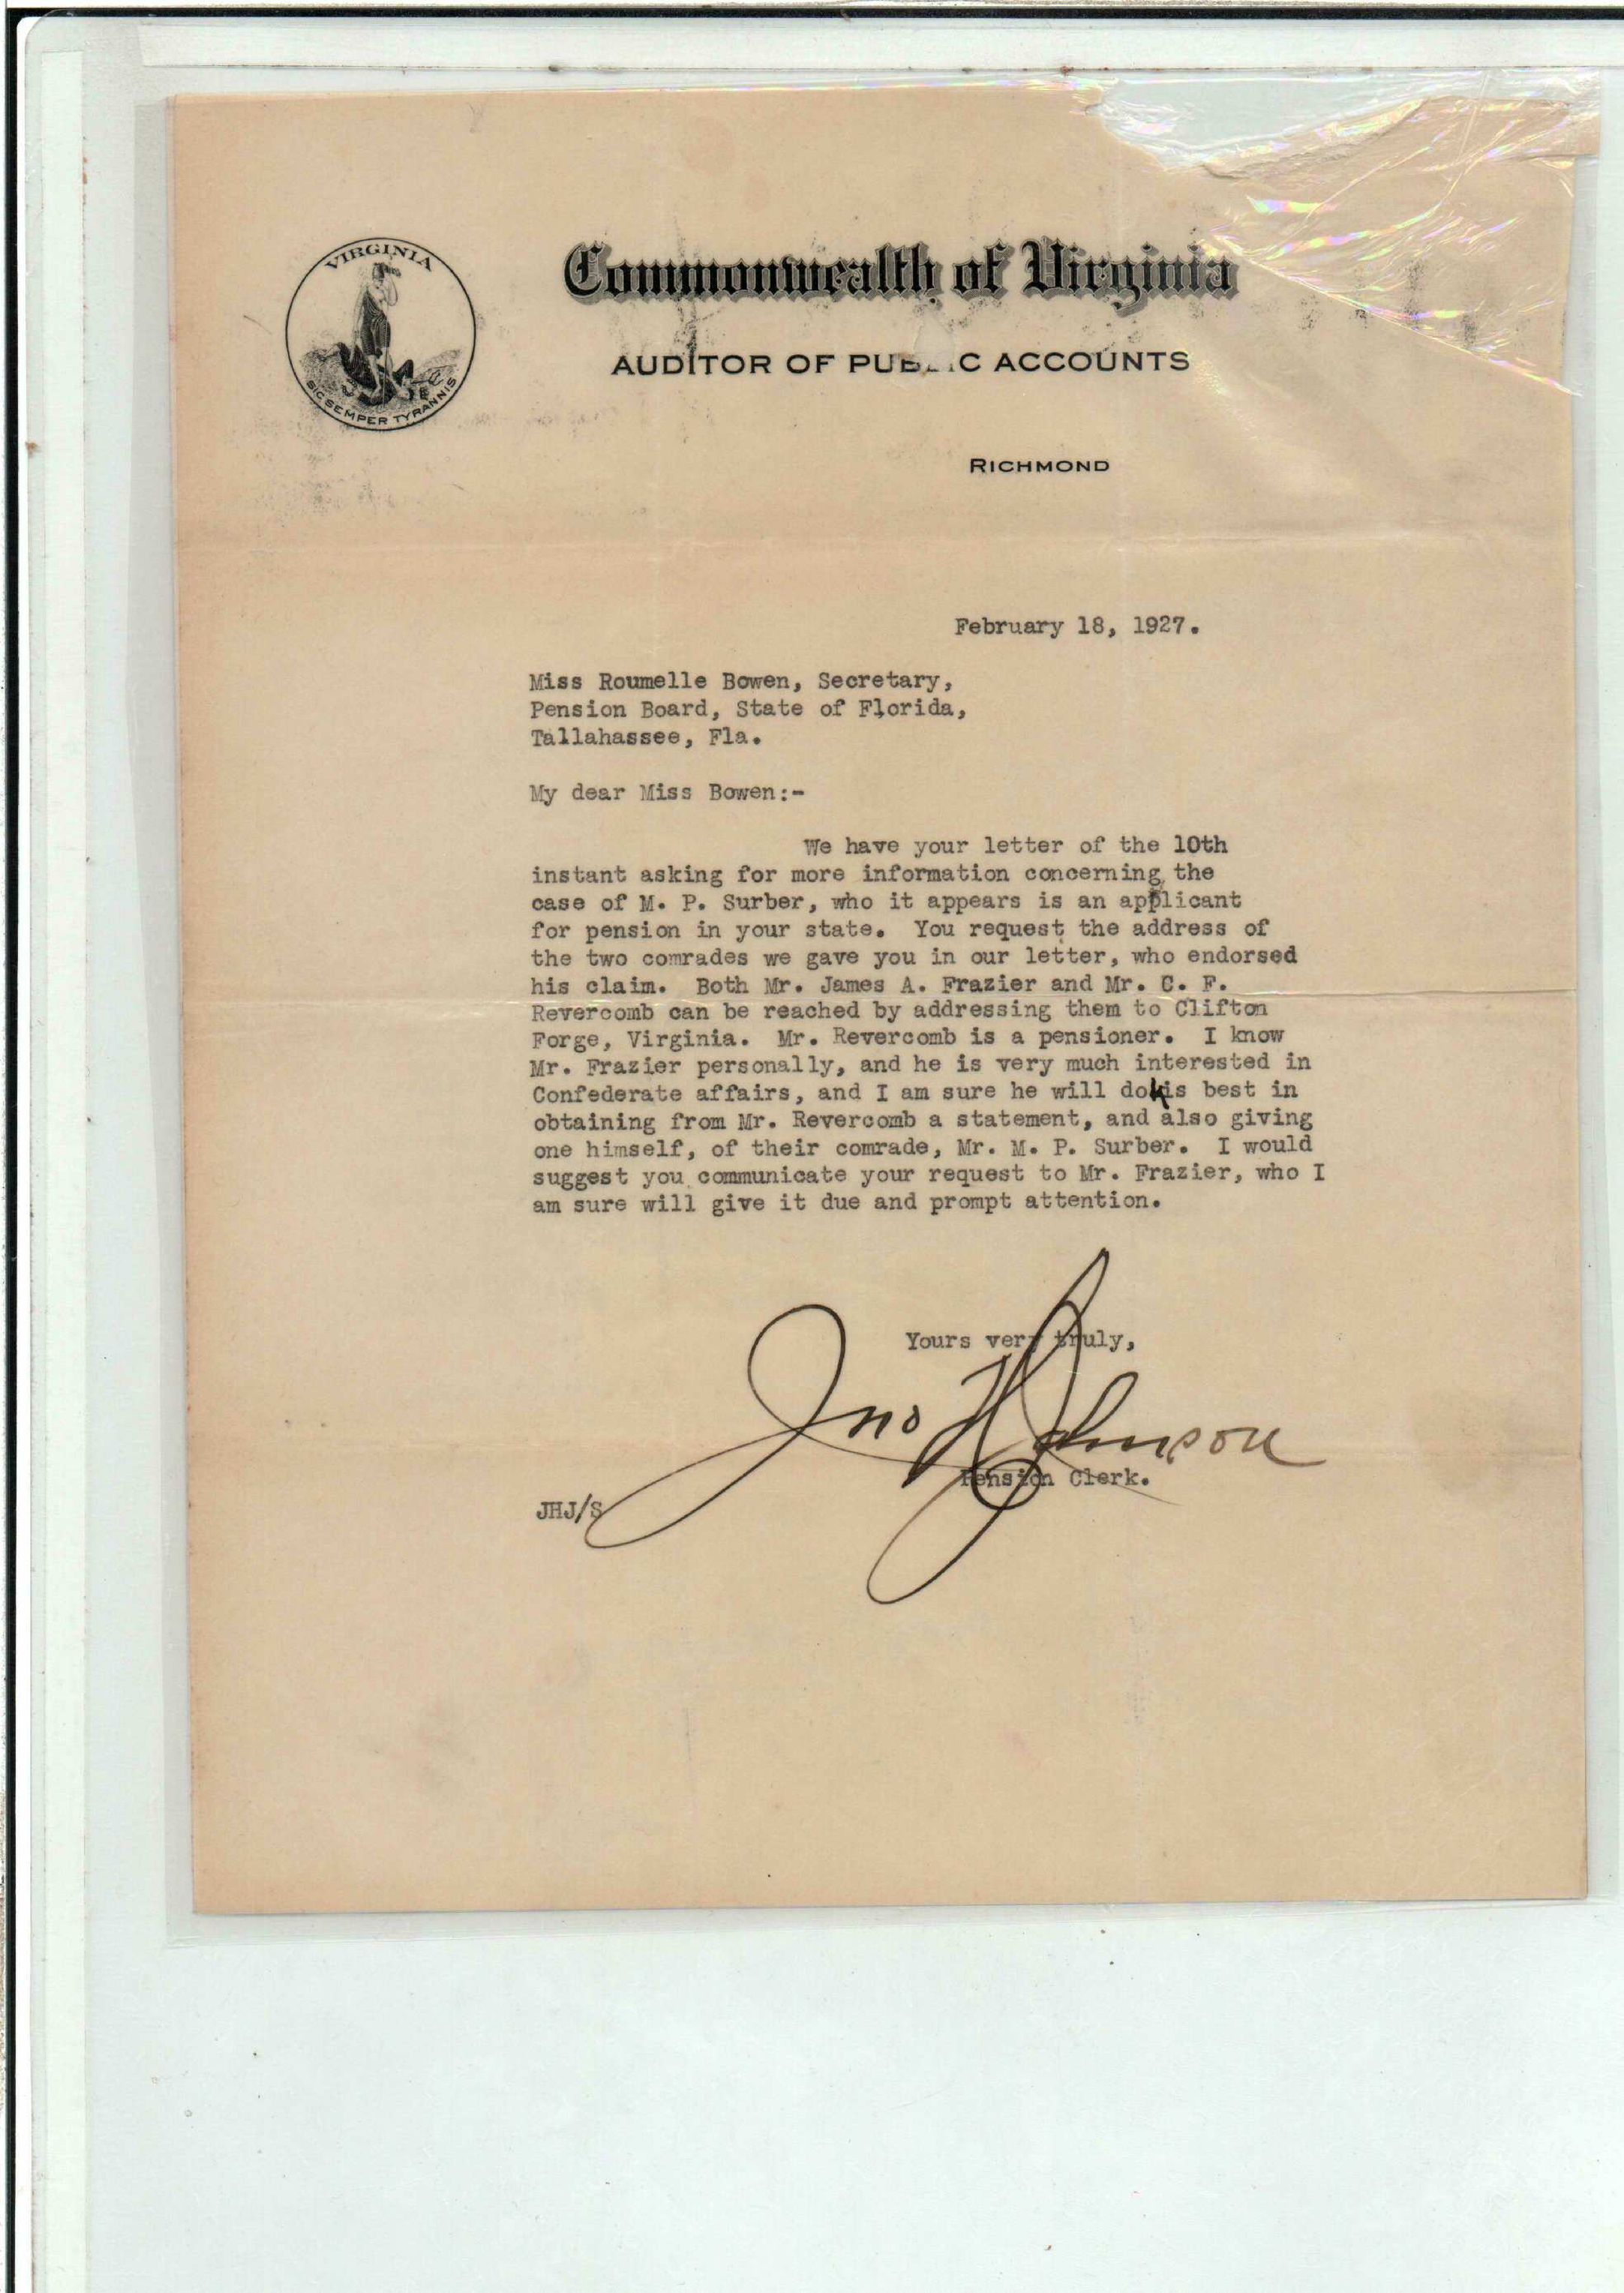 VIRGINIA
SIC SEMPER TYRANNIS
Commonwealth of Virginia
AUDITOR OF PUBLIC ACCOUNTS
RICHMOND
February 18, 1927.
Miss Roumelle Bowen, Secretary,
Pension Board, State of Florida,
Tallahassee, Fla.
My dear Miss Bowen:-
We have your letter of the 10th
instant asking for more information concerning the
case of M. P. Surber, who it appears is an applicant
for pension in your state. You request the address of
the two comrades we gave you in our letter, who endorsed
his claim. Both Mr. James A. Frazier and Mr. C. F.
Revercomb can be reached by addressing them to Clifton
Forge, Virginia. Mr. Revercomb is a pensioner. I know
Mr. Frazier personally, and he is very much interested in
Confederate affairs, and I am sure he will do his best in
obtaining from Mr. Revercomb a statement, and also giving
one himself, of their comrade, Mr. M. P. Surber. I would
suggest you communicate your request to Mr. Frazier, who I
am sure will give it due and prompt attention.
Yours very truly,
Jno H Johnson
Pension Clerk.
JHJ/S